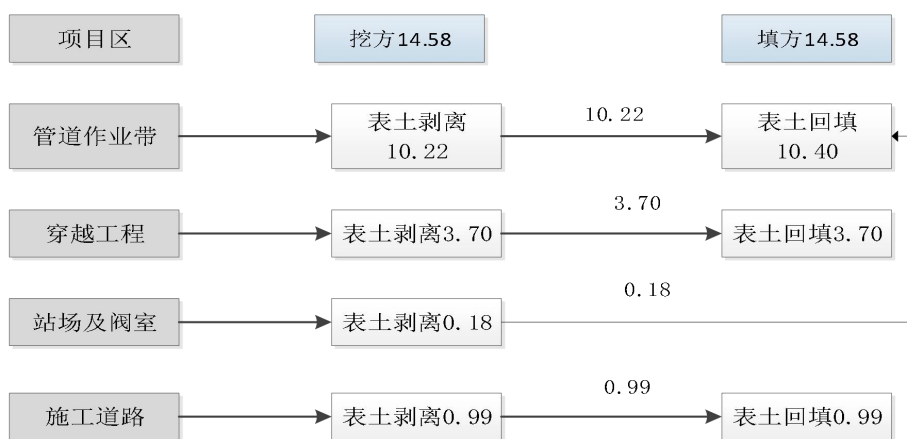 项目区
挖方14.58
填方14.58
管道作业带
表土剥离
10.22
10.22
表土回填
10.40
穿越工程
表土剥离3.70
3.70
表土回填3.70
站场及阀室
表土剥离0.18
0.18
施工道路
表土剥离0.99
0.99
表土回填0.99